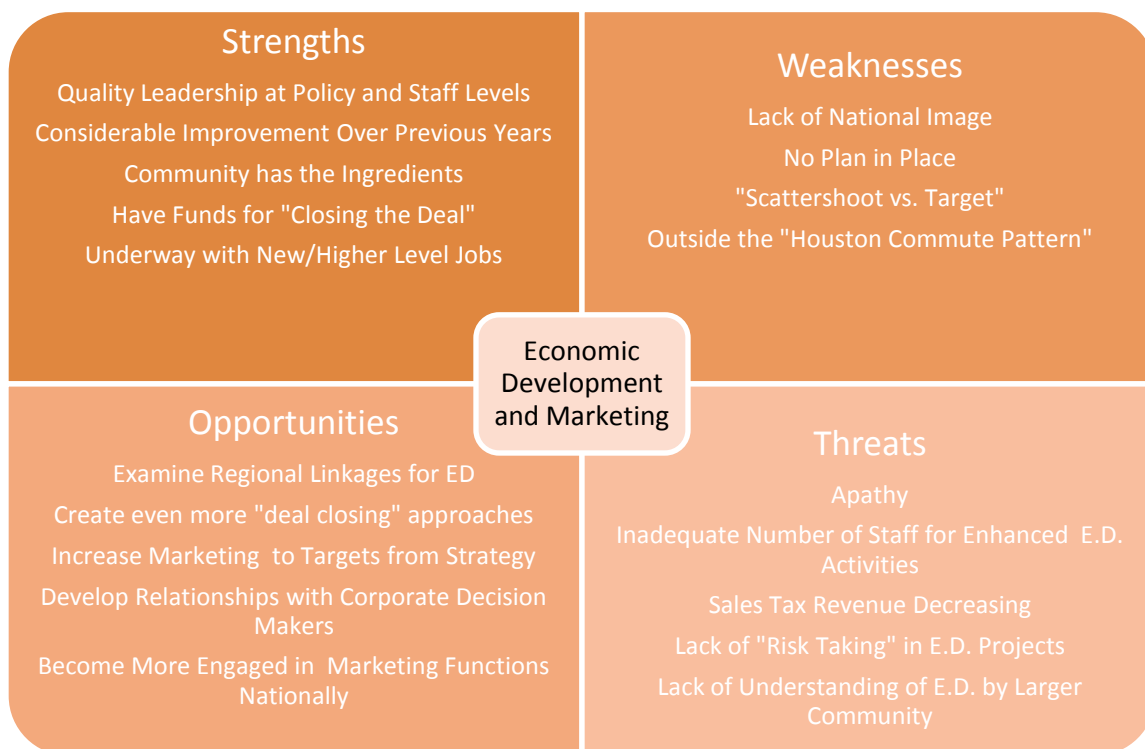 Strengths
Quality Leadership at Policy and Staff Levels
Considerable Improvement Over Previous Years
Community has the Ingredients
Have Funds for "Closing the Deal"
Underway with New/Higher Level Jobs
Weaknesses
Lack of National Image
No Plan in Place
"Scattershoot vs. Target"
Outside the "Houston Commute Pattern"
Economic
Development
and Marketing
Opportunities
Examine Regional Linkages for ED
Create even more "deal closing" approaches
Increase Marketing to Targets from Strategy
Develop Relationships with Corporate Decision
Makers
Become More Engaged in Marketing Functions
Nationally
Threats
Apathy
Inadequate Number of Staff for Enhanced E.D.
Activities
Sales Tax Revenue Decreasing
Lack of "Risk Taking" in E.D. Projects
Lack of Understanding of E.D. by Larger
Community